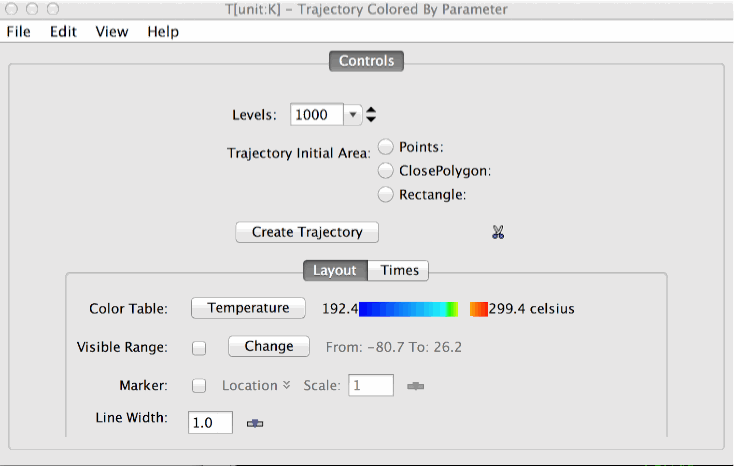 T[unit:K] – Trajectory Colored By Parameter
File Edit View Help
Controls
Levels: 1000
Trajectory Initial Area: Points:
ClosePolygon:
Rectangle:
Create Trajectory
Layout Times
Color Table: Temperature 192.4 299.4 celsius
Visible Range: Change From: -80.7 To: 26.2
Marker: Location Scale: 1
Line Width: 1.0